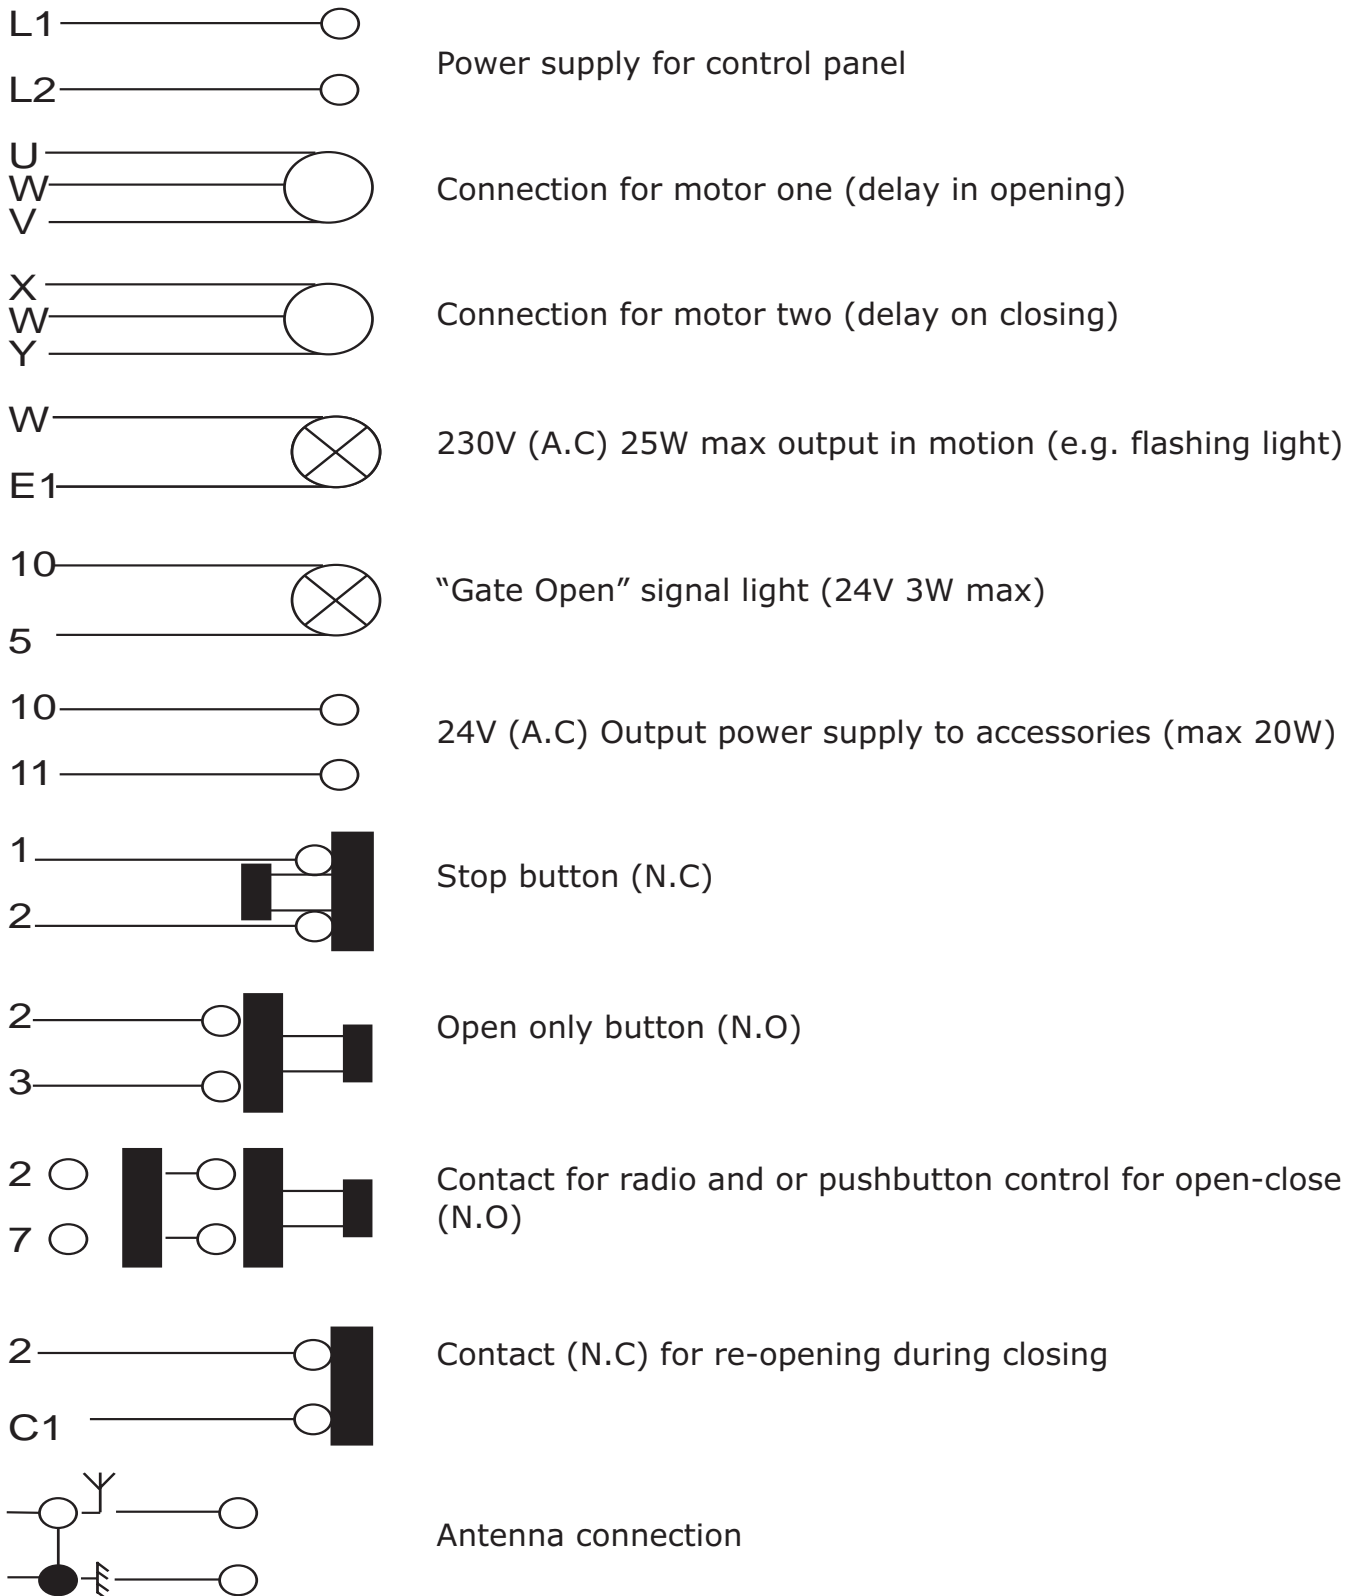 L1
Power supply for control panel
L2
U
W
V
Connection for motor one (delay in opening)
X
W
Y
Connection for motor two (delay on closing)
W
230V (A.C) 25W max output in motion (e.g. flashing light)
E1
10
“Gate Open” signal light (24V 3W max)
5
10
24V (A.C) Output power supply to accessories (max 20W)
11
1
Stop button (N.C)
2
2
Open only button (N.O)
3
2
Contact for radio and or pushbutton control for open-close
(N.O)
7
2
Contact (N.C) for re-opening during closing
C1
Antenna connection